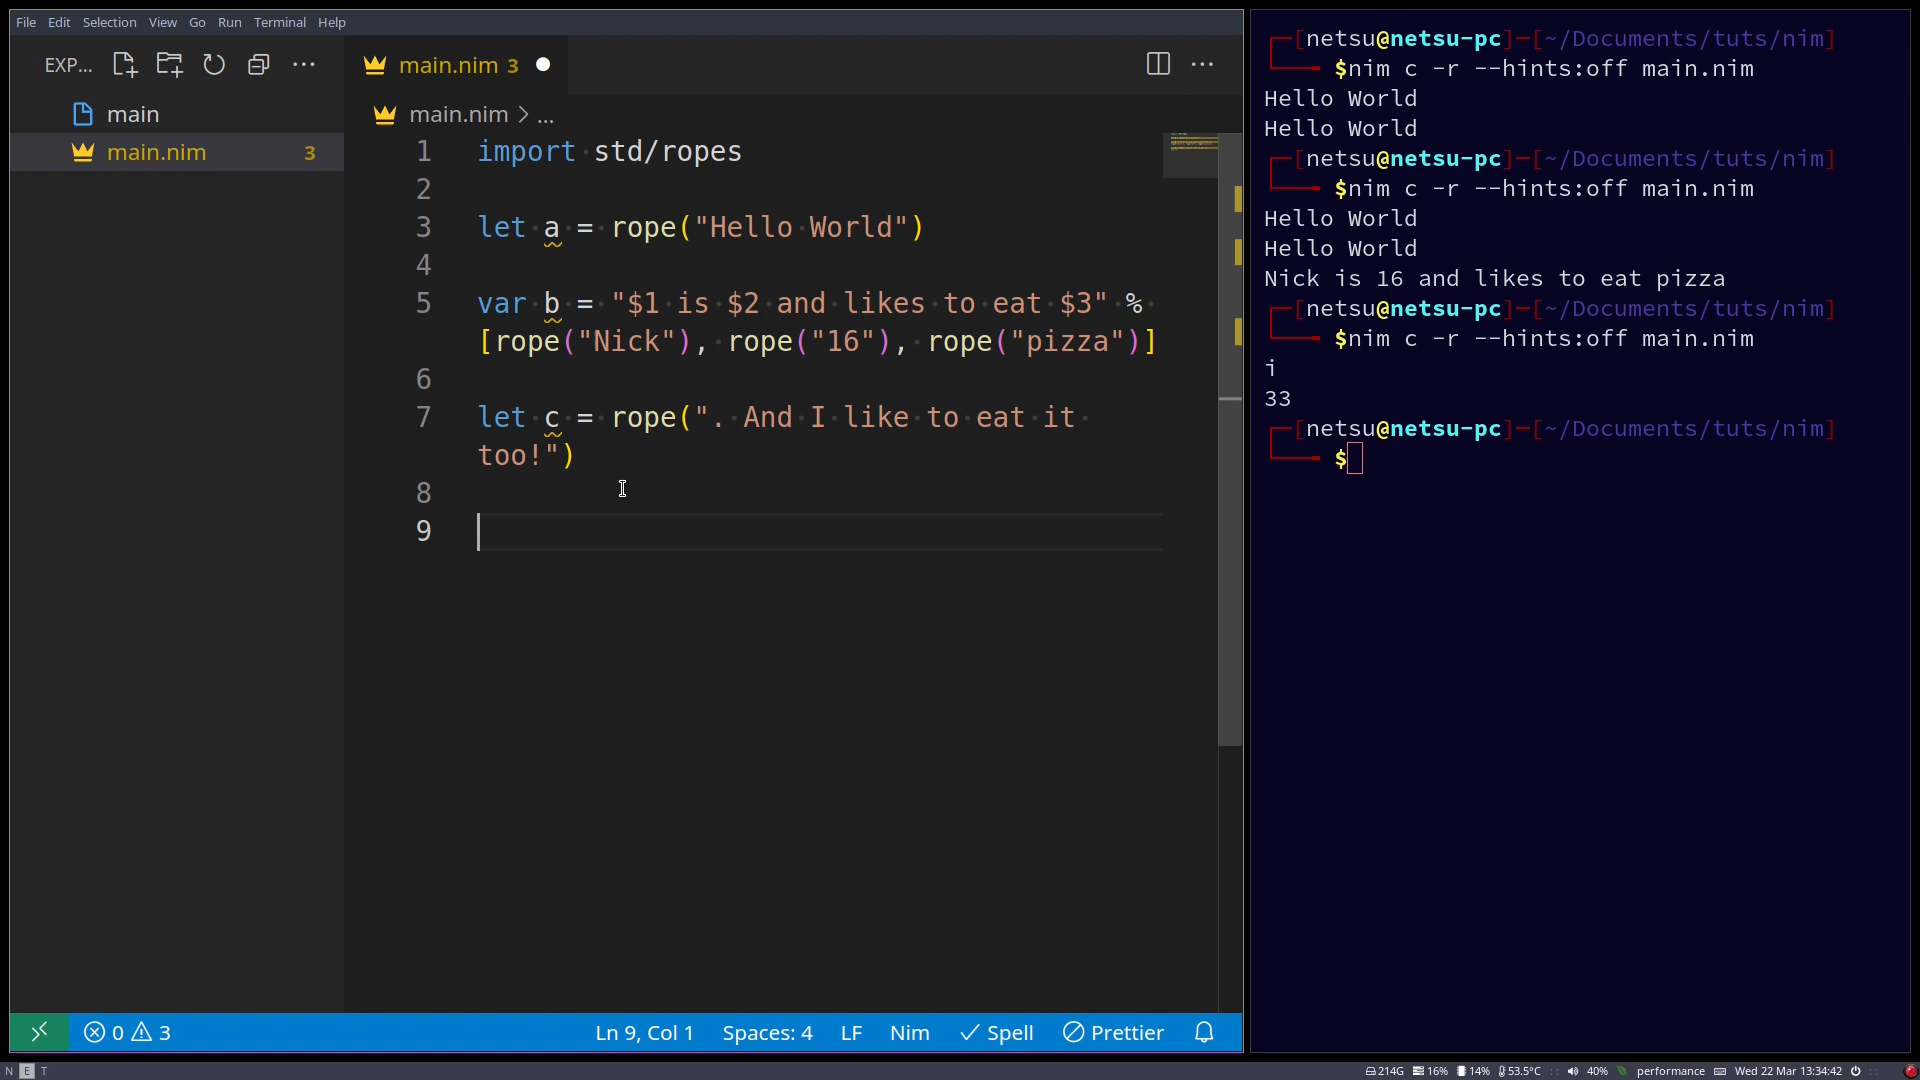 File Edit Selection View Go Run Terminal Help
EXP...
main
main.nim 3
main.nim 3
main.nim > ...
1 import std/ropes
2
3 let a = rope("Hello World")
4
5 var b = "$1 is $2 and likes to eat $3" %
[rope("Nick"), rope("16"), rope("pizza")]
6
7 let c = rope(". And I like to eat it
too!")
8
9
0 3 Ln 9, Col 1 Spaces: 4 LF Nim Spell Prettier
[netsu@netsu-pc]-[~/Documents/tuts/nim]
$nim c -r --hints:off main.nim
Hello World
Hello World
[netsu@netsu-pc]-[~/Documents/tuts/nim]
$nim c -r --hints:off main.nim
Hello World
Hello World
Nick is 16 and likes to eat pizza
[netsu@netsu-pc]-[~/Documents/tuts/nim]
$nim c -r --hints:off main.nim
i
33
[netsu@netsu-pc]-[~/Documents/tuts/nim]
$
N E T 214G 16% 14% 53.5°C 40% performance Wed 22 Mar 13:34:42